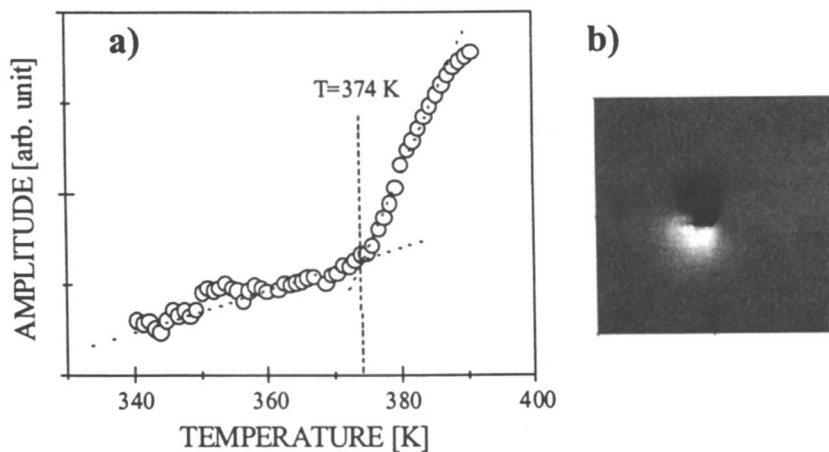 a)
b)
T=374 K
AMPLITUDE [arb. unit]
340
360
380
400
TEMPERATURE [K]